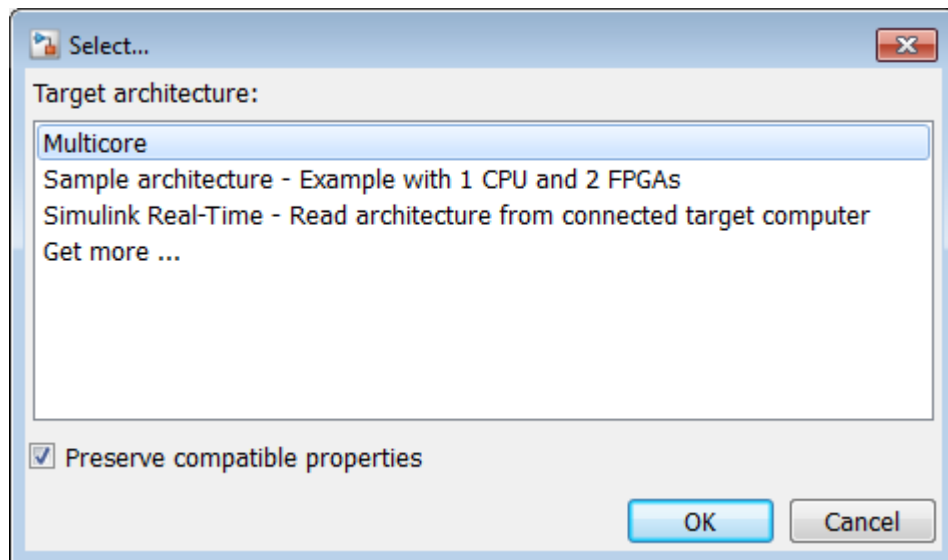 Select...
Target architecture:
Multicore
Sample architecture - Example with 1 CPU and 2 FPGAs
Simulink Real-Time - Read architecture from connected target computer
Get more ...
Preserve compatible properties
OK Cancel